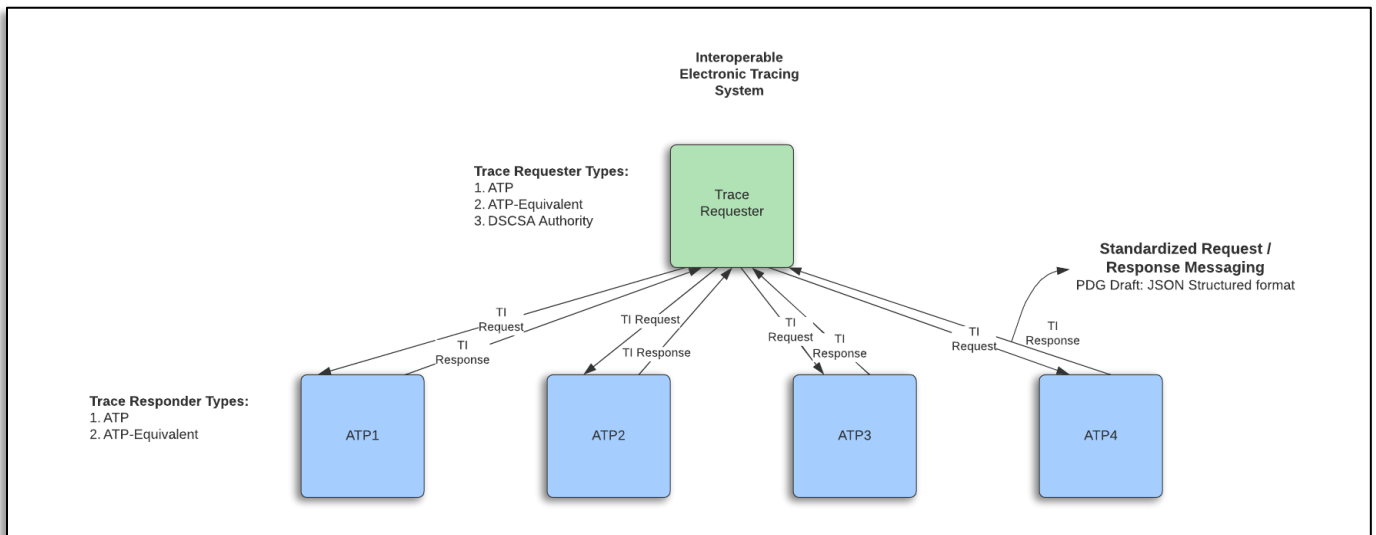 Interoperable
Electronic Tracing
System
Trace Requester Types:
1. ATP
2. ATP-Equivalent
3. DSCSA Authority
Trace
Requester
Standardized Request /
Response Messaging
PDG Draft: JSON Structured format
TI
Request
TI
Response
TI Request
TI Response
TI
Request
TI
Response
TI
Request
TI
Response
Trace Responder Types:
1. ATP
2. ATP-Equivalent
ATP1
ATP2
ATP3
ATP4